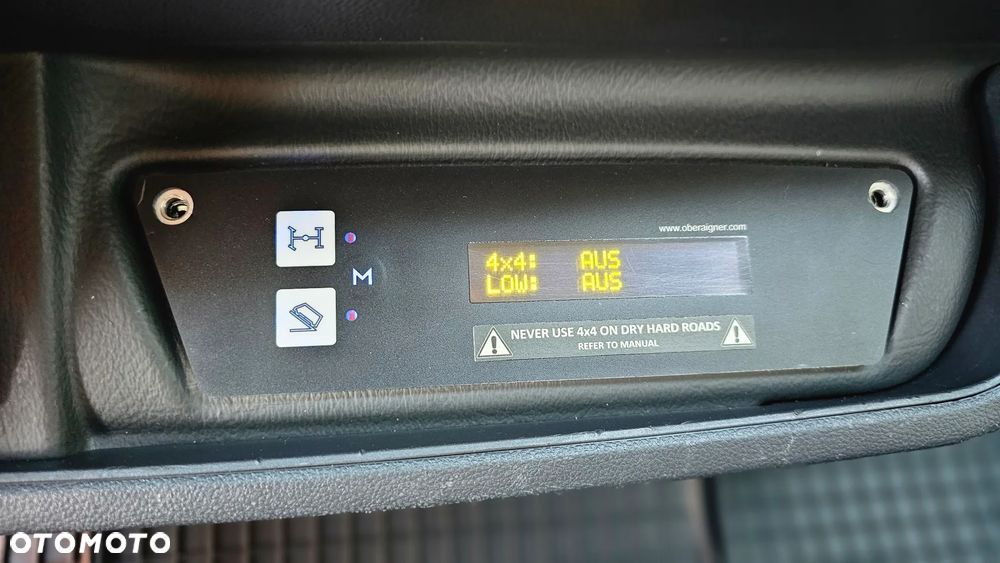 www.oberaigner.com
4x4: AUS
M
LOW: AUS
NEVER USE 4x4 ON DRY HARD ROADS
REFER TO MANUAL
OTOMOTO